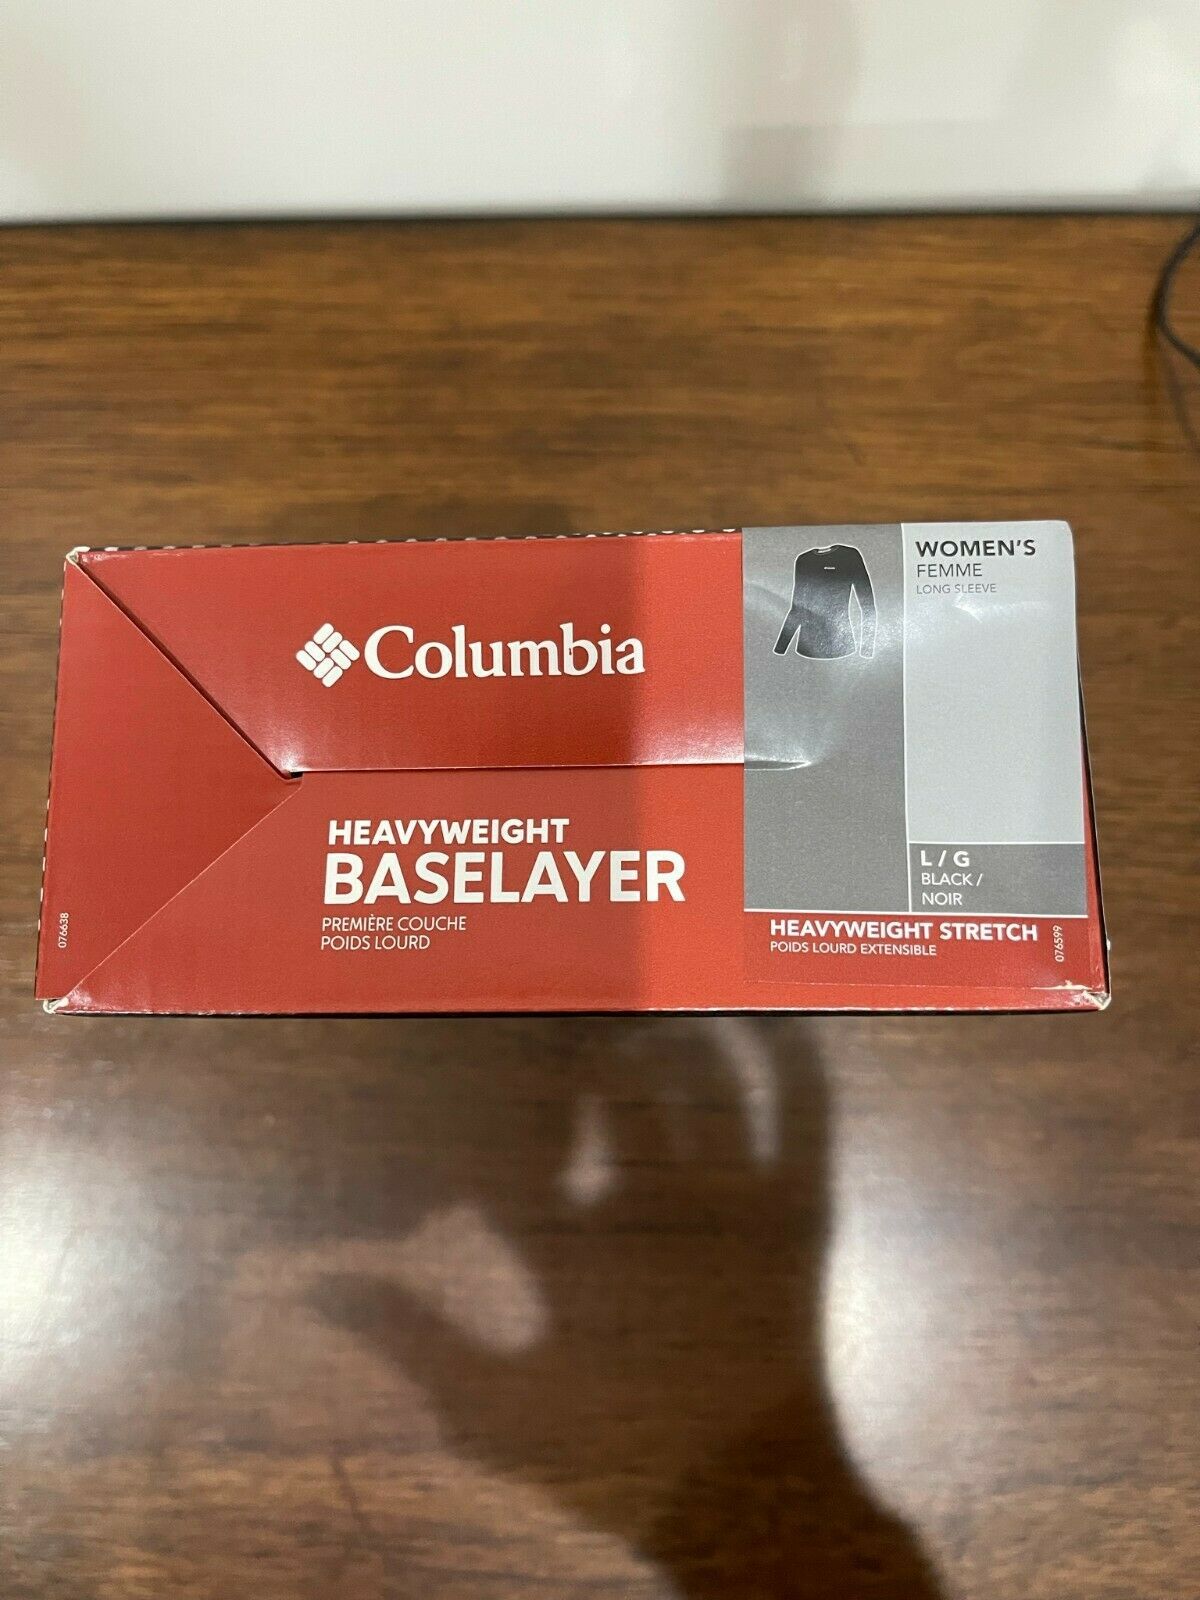 Columbia
HEAVYWEIGHT
BASELAYER
PREMIÈRE COUCHE
POIDS LOURD
076638
WOMEN'S
FEMME
LONG SLEEVE
L / G
BLACK /
NOIR
HEAVYWEIGHT STRETCH
POIDS LOURD EXTENSIBLE
076599